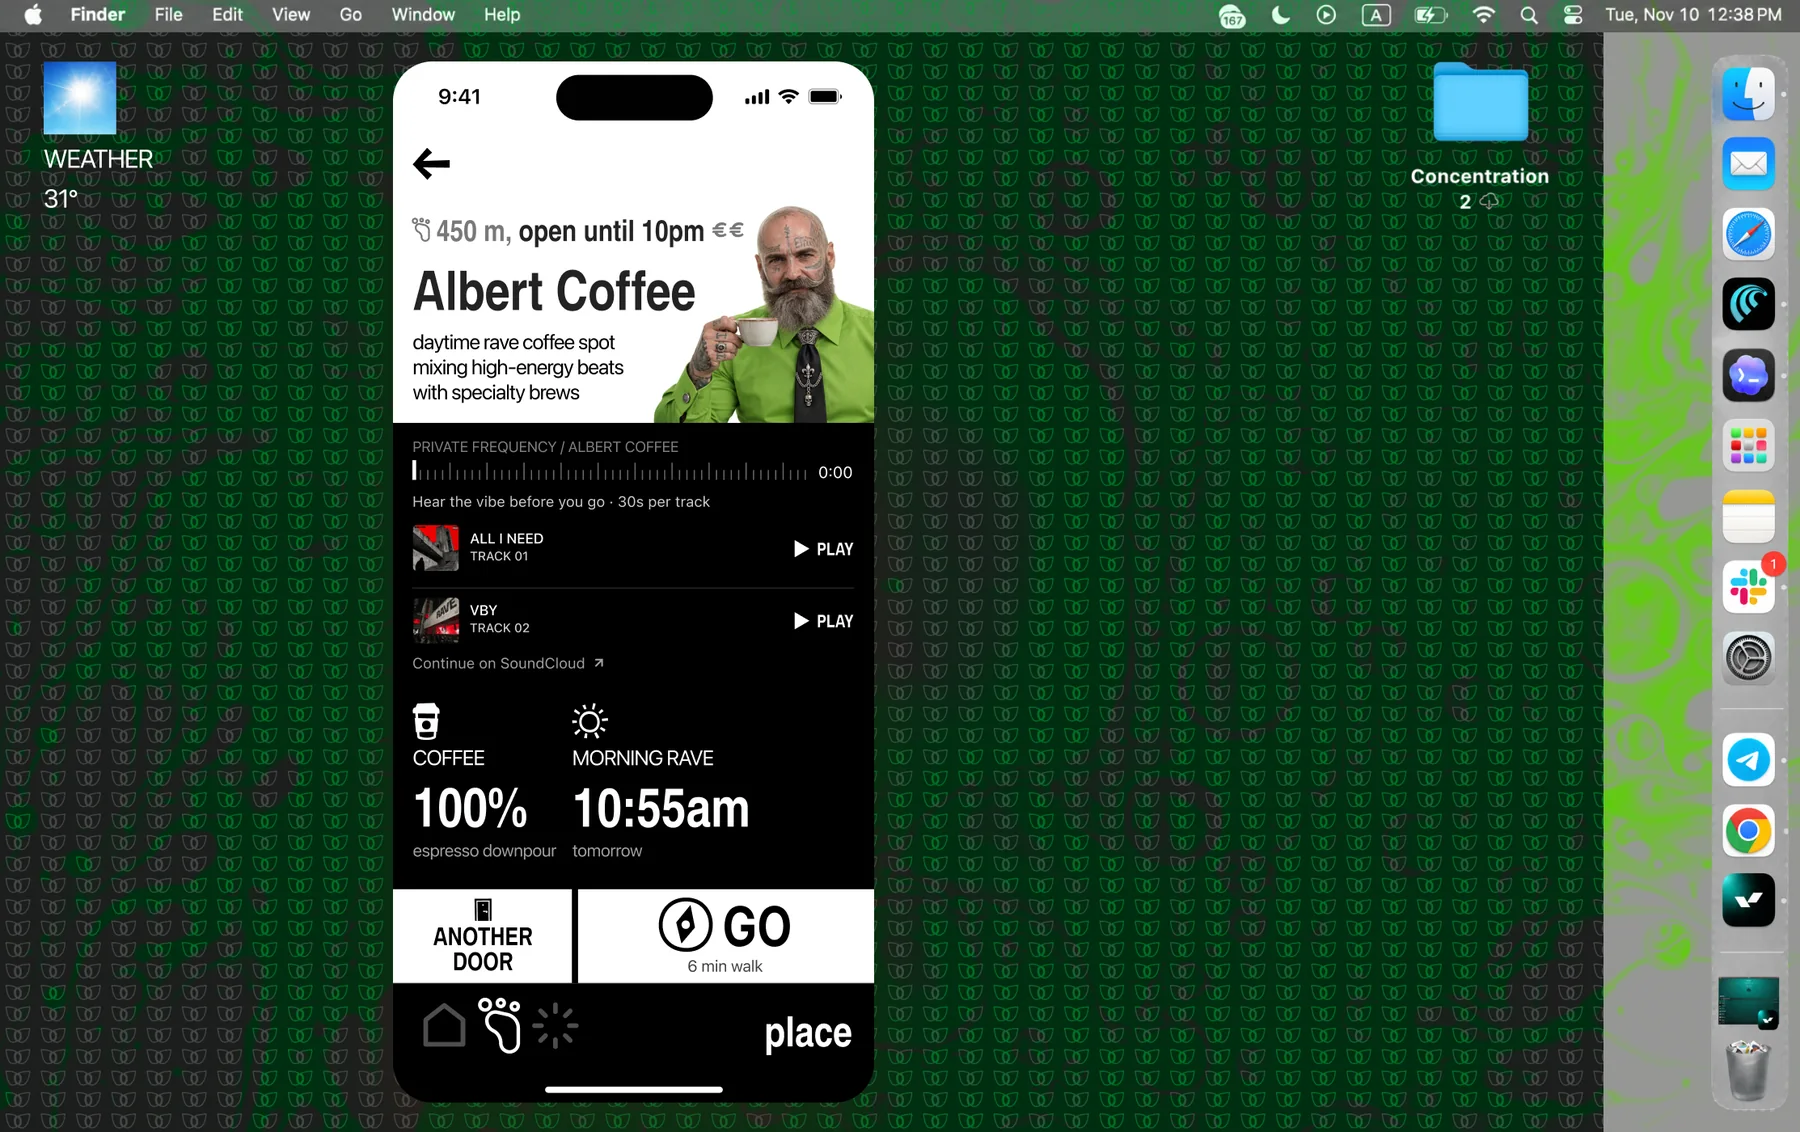 Finder File Edit View Go Window Help
167
A
Tue, Nov 10 12:38 PM
WEATHER
31°
Concentration
2
1
9:41
450 m, open until 10pm €€
Albert Coffee
daytime rave coffee spot
mixing high-energy beats
with specialty brews
PRIVATE FREQUENCY / ALBERT COFFEE
0:00
Hear the vibe before you go · 30s per track
ALL I NEED
TRACK 01
PLAY
RAVE
VBY
TRACK 02
PLAY
Continue on SoundCloud ↗
COFFEE
100%
espresso downpour
MORNING RAVE
10:55am
tomorrow
ANOTHER
DOOR
GO
6 min walk
place